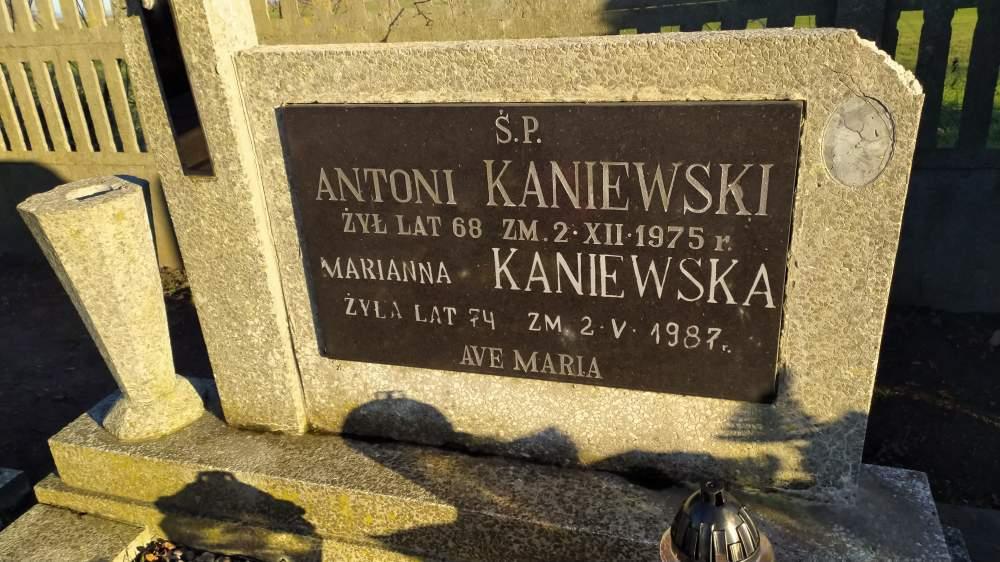 Ś.P.
ANTONI KANIEWSKI
ŻYŁ LAT 68 ZM. 2·XII·1975 r.
MARIANNA KANIEWSKA
ŻYŁA LAT 74 ZM. 2·V·1987r.
AVE MARIA